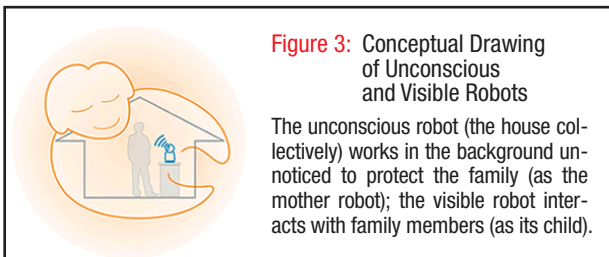 Figure 3: Conceptual Drawing
of Unconscious
and Visible Robots
The unconscious robot (the house col-
lectively) works in the background un-
noticed to protect the family (as the
mother robot); the visible robot inter-
acts with family members (as its child).